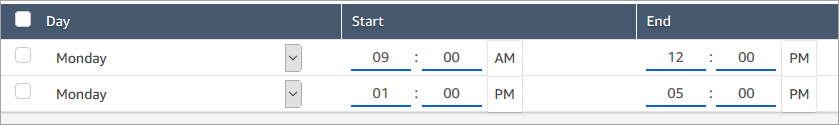 Day Start End
Monday 09 : 00 AM 12 : 00 PM
Monday 01 : 00 PM 05 : 00 PM